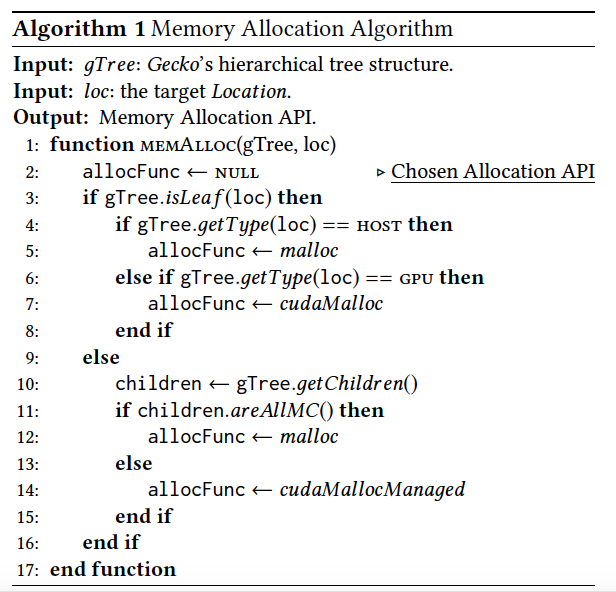 Algorithm 1 Memory Allocation Algorithm
Input: gTree: Gecko's hierarchical tree structure.
Input: loc: the target Location.
Output: Memory Allocation API.
1: function MEMALLOC(gTree, loc)
2: allocFunc ← NULL ▹ Chosen Allocation API
3: if gTree.isLeaf(loc) then
4: if gTree.getType(loc) == HOST then
5: allocFunc ← malloc
6: else if gTree.getType(loc) == GPU then
7: allocFunc ← cudaMalloc
8: end if
9: else
10: children ← gTree.getChildren()
11: if children.areAllMC() then
12: allocFunc ← malloc
13: else
14: allocFunc ← cudaMallocManaged
15: end if
16: end if
17: end function